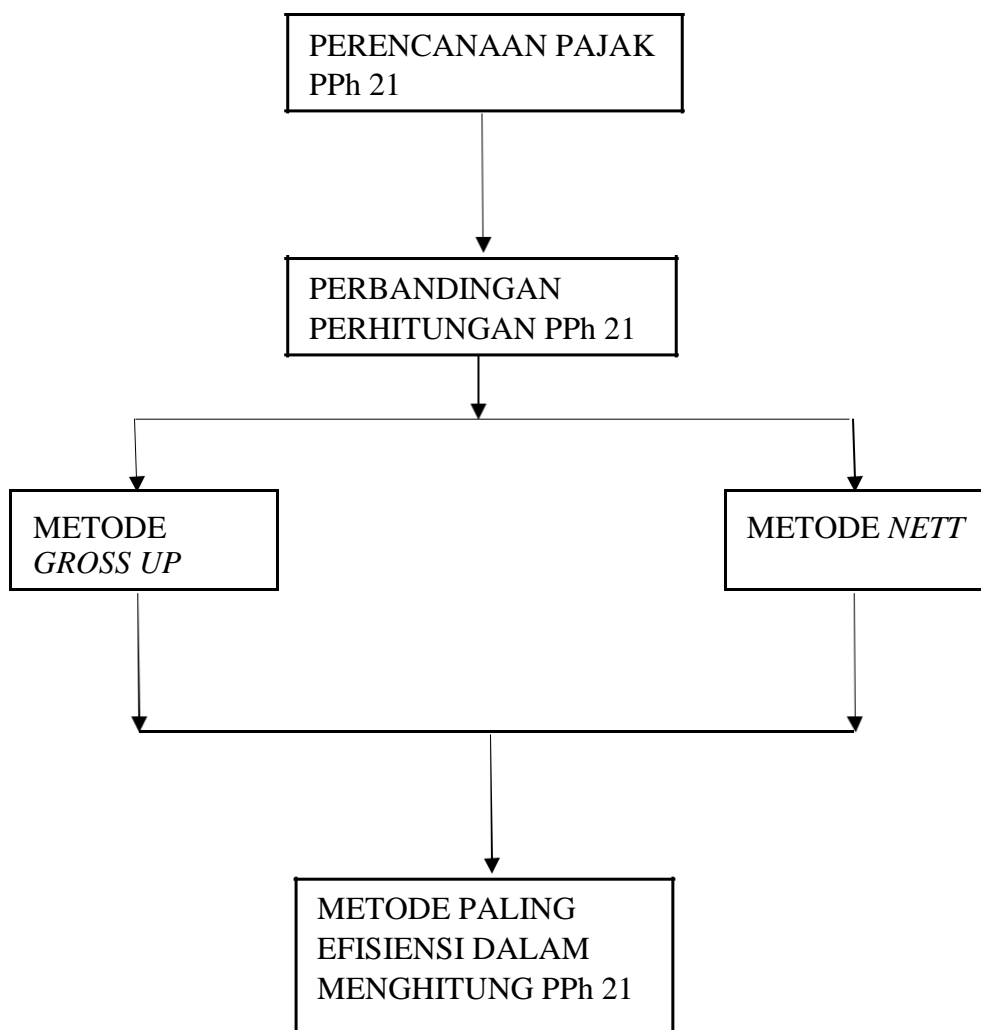 PERENCANAAN PAJAK
PPh 21
PERBANDINGAN
PERHITUNGAN PPh 21
METODE
GROSS UP
METODE NETT
METODE PALING
EFISIENSI DALAM
MENGHITUNG PPh 21